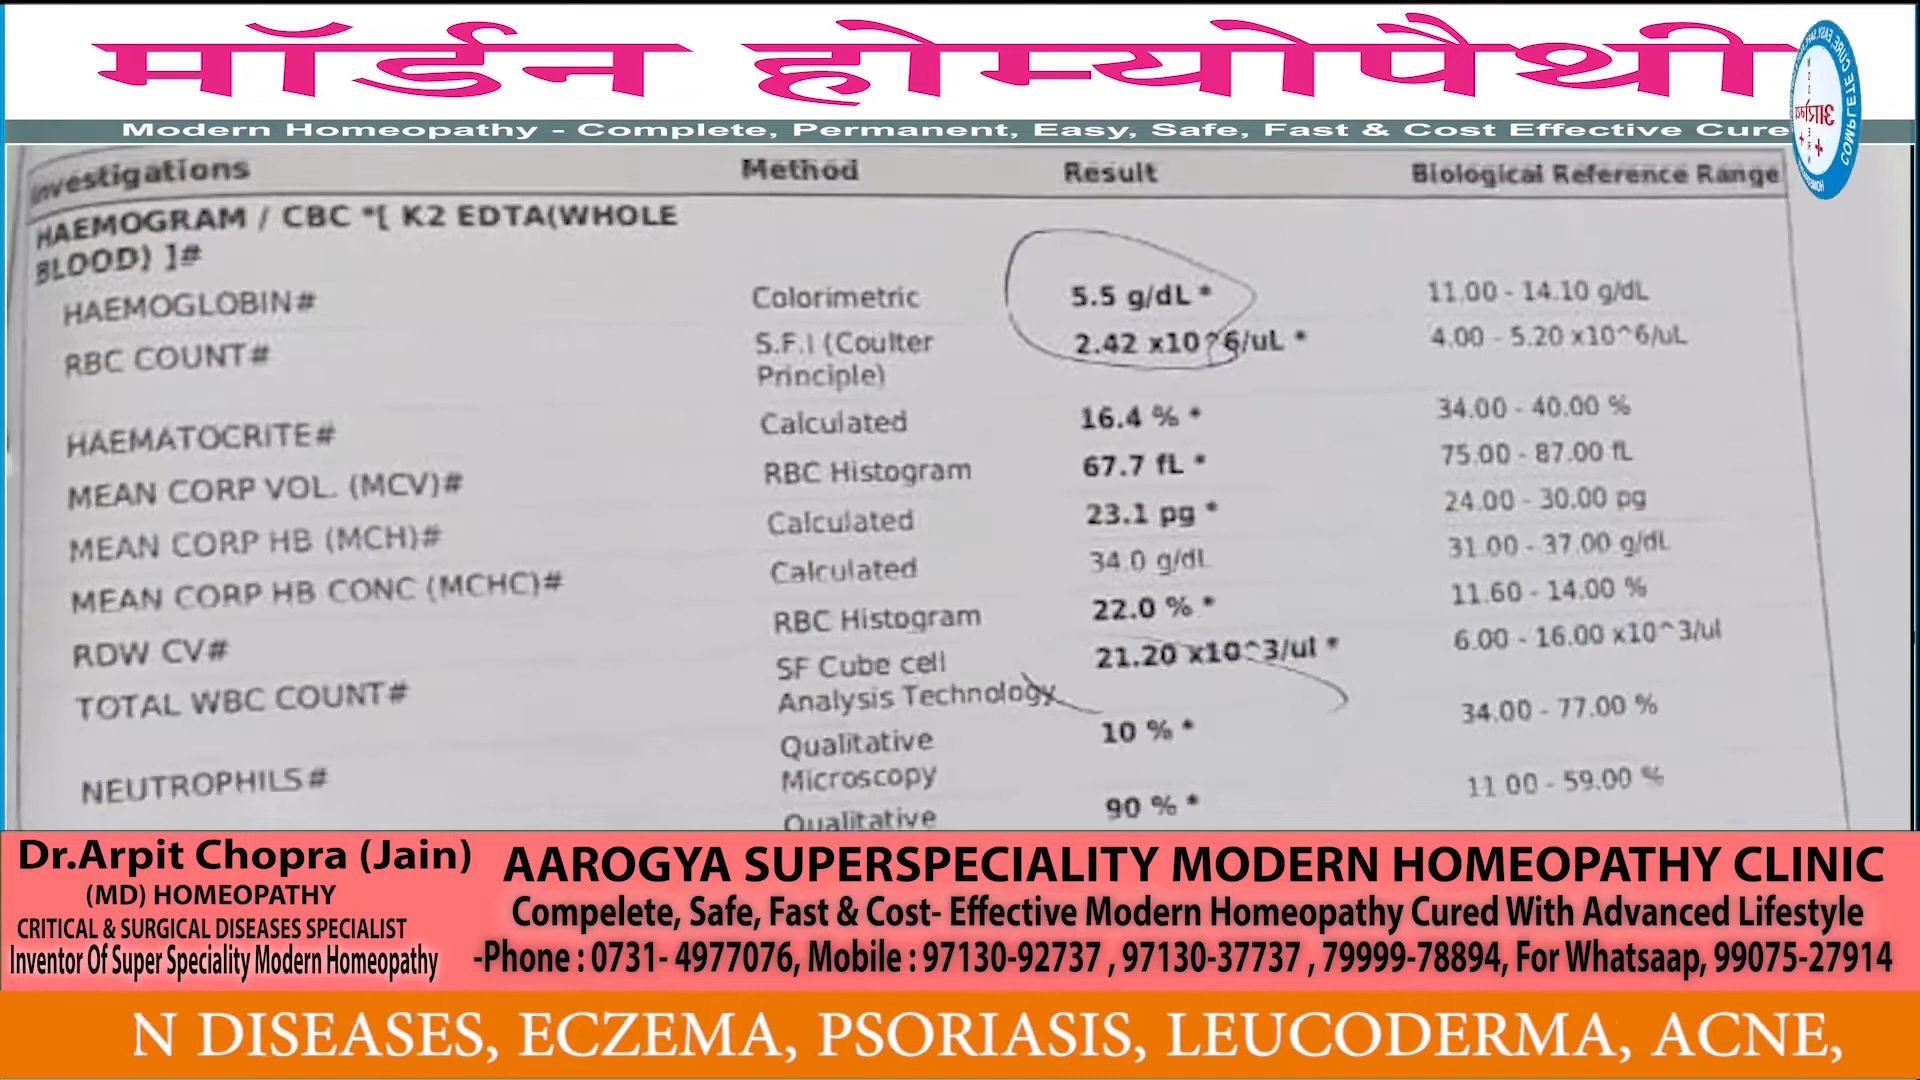 मॉर्डन होम्योपैथी
Modern Homeopathy - Complete, Permanent, Easy, Safe, Fast & Cost Effective Cure
Investigations Method Result Biological Reference Range
HAEMOGRAM / CBC *[ K2 EDTA(WHOLE
BLOOD) ]#
HAEMOGLOBIN# Colorimetric 5.5 g/dL * 11.00 - 14.10 g/dL
RBC COUNT# S.F.I (Coulter 2.42 x10^6/uL * 4.00 - 5.20 x10^6/uL
Principle)
HAEMATOCRITE# Calculated 16.4 % * 34.00 - 40.00 %
MEAN CORP VOL. (MCV)# RBC Histogram 67.7 fL * 75.00 - 87.00 fL
MEAN CORP HB (MCH)# Calculated 23.1 pg * 24.00 - 30.00 pg
MEAN CORP HB CONC (MCHC)# Calculated 34.0 g/dL 31.00 - 37.00 g/dL
RDW CV# RBC Histogram 22.0 % * 11.60 - 14.00 %
TOTAL WBC COUNT# SF Cube cell 21.20 x10^3/ul * 6.00 - 16.00 x10^3/ul
Analysis Technology
NEUTROPHILS# Qualitative 10 % * 34.00 - 77.00 %
Microscopy
Qualitative 90 % * 11.00 - 59.00 %
Dr.Arpit Chopra (Jain)
(MD) HOMEOPATHY
CRITICAL & SURGICAL DISEASES SPECIALIST
Inventor Of Super Speciality Modern Homeopathy
AAROGYA SUPERSPECIALITY MODERN HOMEOPATHY CLINIC
Compelete, Safe, Fast & Cost- Effective Modern Homeopathy Cured With Advanced Lifestyle
-Phone : 0731- 4977076, Mobile : 97130-92737 , 97130-37737 , 79999-78894, For Whatsaap, 99075-27914
N DISEASES, ECZEMA, PSORIASIS, LEUCODERMA, ACNE,